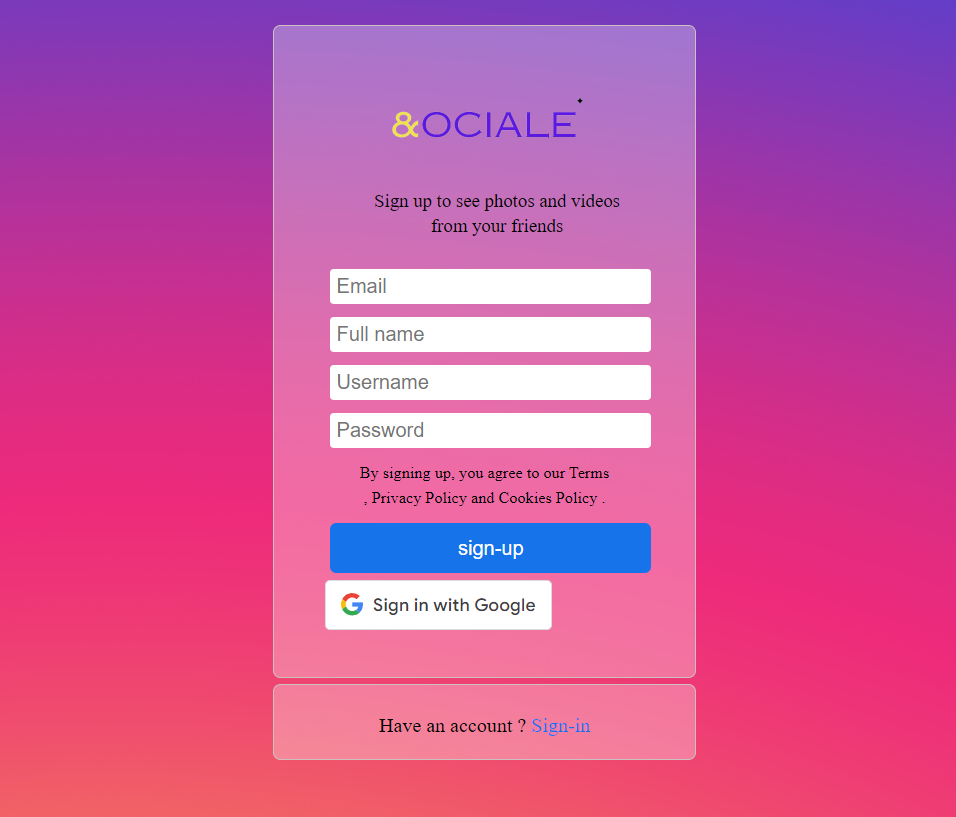 &OCIALE
Sign up to see photos and videos
from your friends
Email
Full name
Username
Password
By signing up, you agree to our Terms
, Privacy Policy and Cookies Policy .
sign-up
Sign in with Google
Have an account ? Sign-in